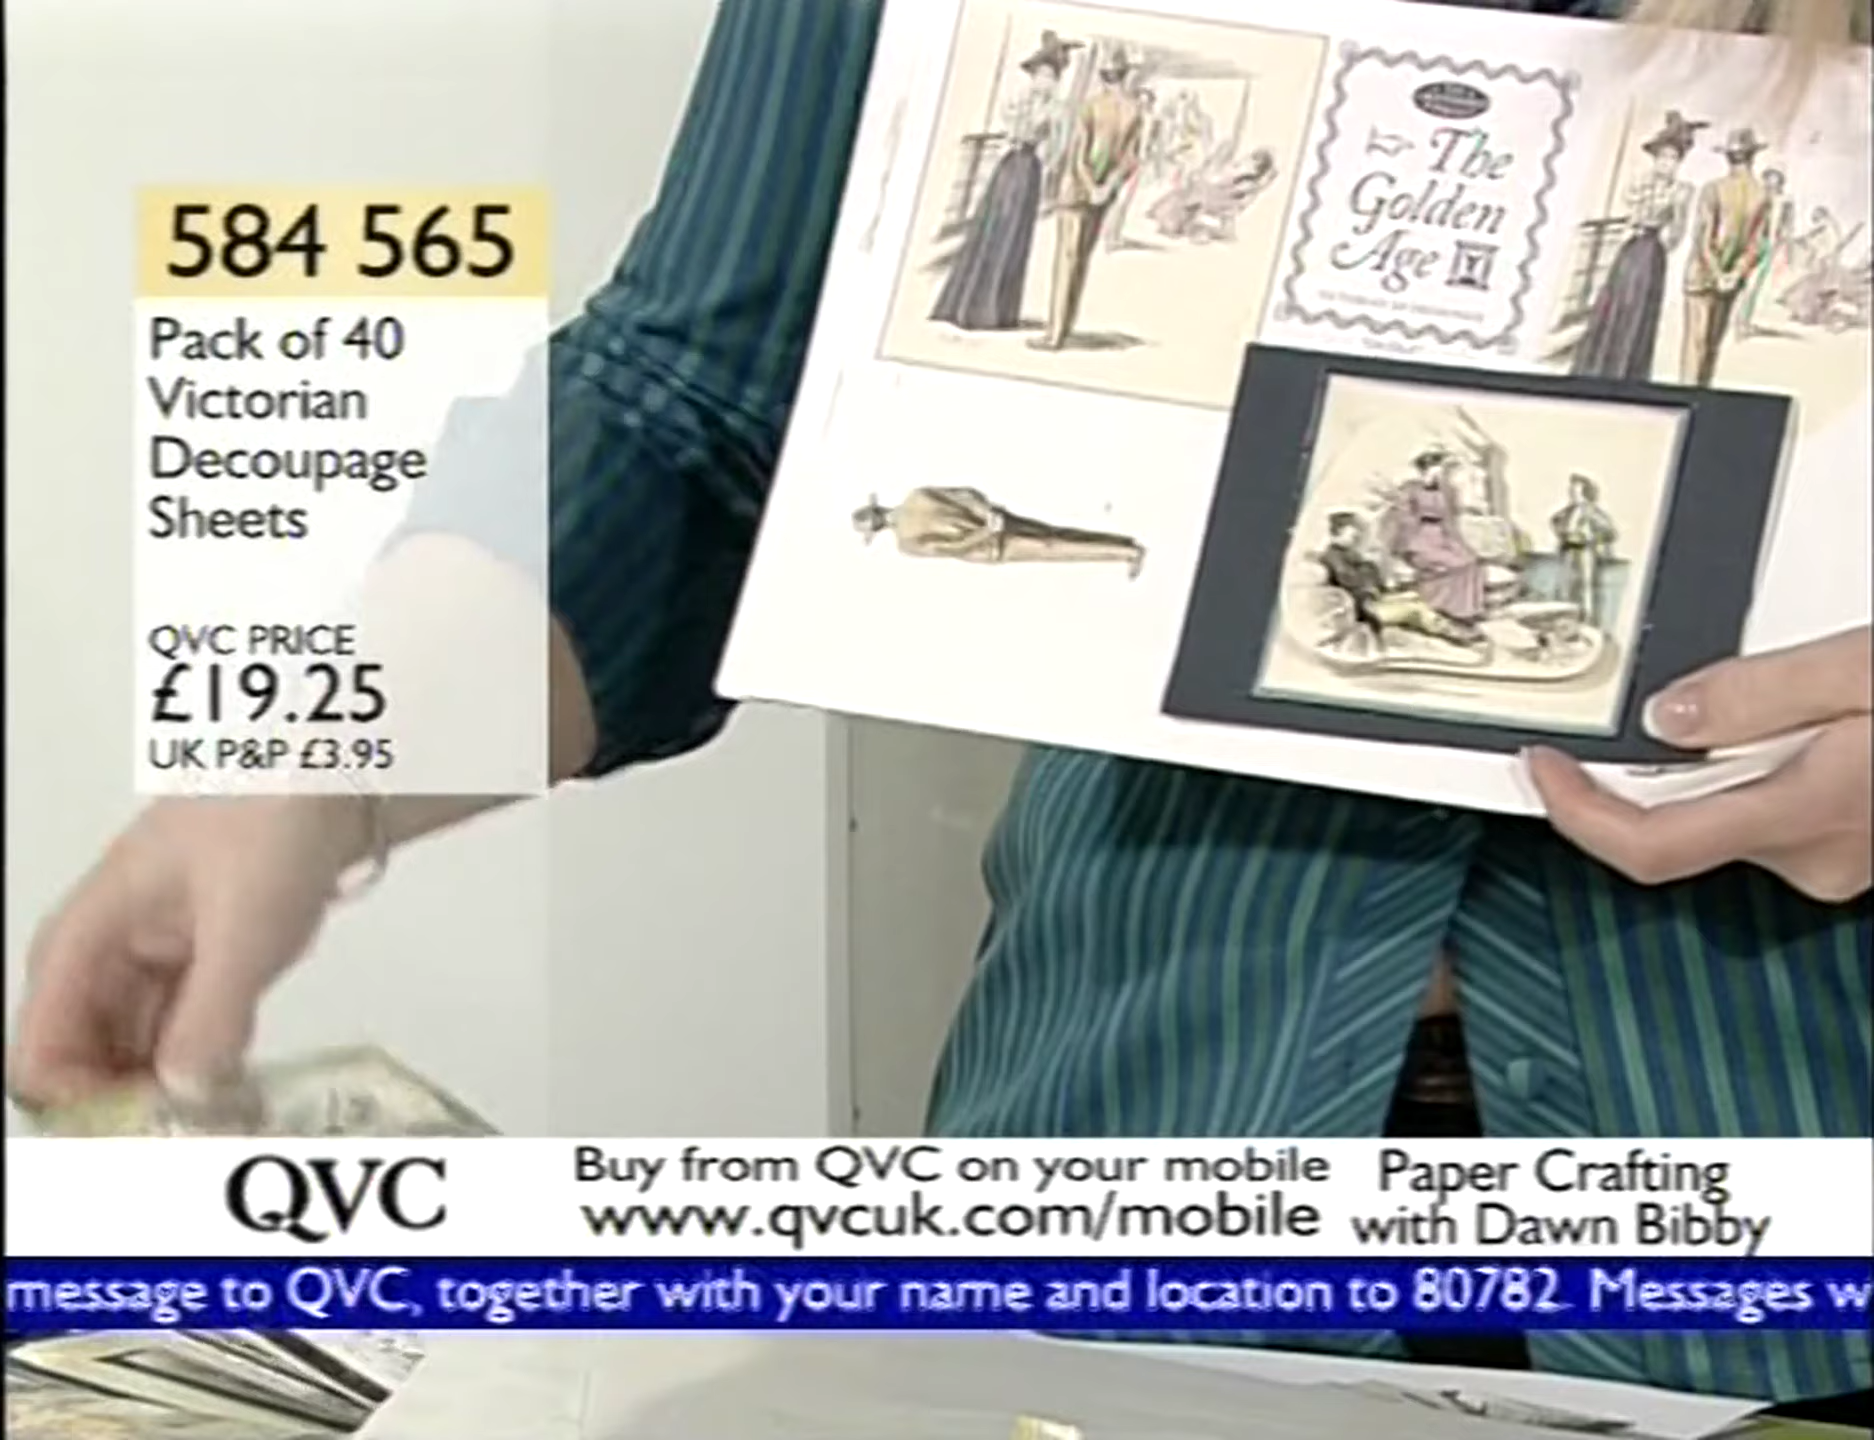 584 565
Pack of 40
Victorian
Decoupage
Sheets
QVC PRICE
£19.25
UK P&P £3.95
The
Golden
Age
QVC
Buy from QVC on your mobile
www.qvcuk.com/mobile
Paper Crafting
with Dawn Bibby
message to QVC, together with your name and location to 80782. Messages w